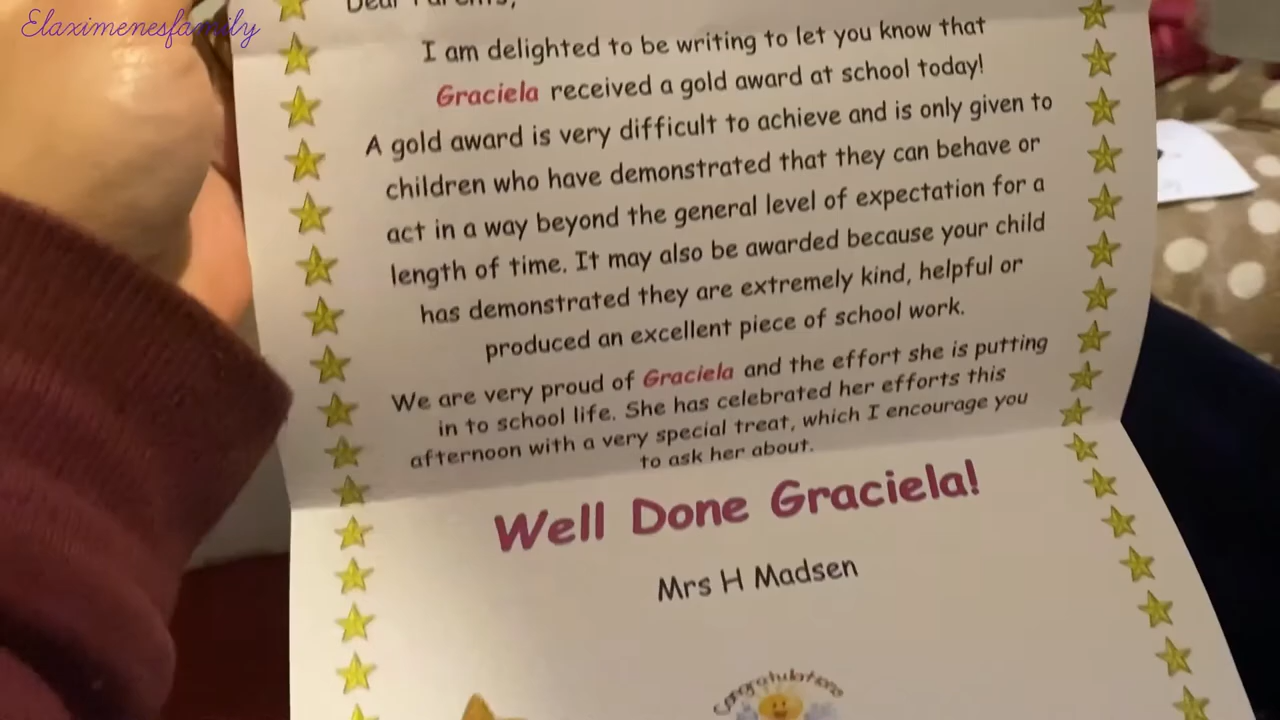 Elaximenesfamily
Dear Parents,
I am delighted to be writing to let you know that
Graciela received a gold award at school today!
A gold award is very difficult to achieve and is only given to
children who have demonstrated that they can behave or
act in a way beyond the general level of expectation for a
length of time. It may also be awarded because your child
has demonstrated they are extremely kind, helpful or
produced an excellent piece of school work.
We are very proud of Graciela and the effort she is putting
in to school life. She has celebrated her efforts this
afternoon with a very special treat, which I encourage you
to ask her about.
Well Done Graciela!
Mrs H Madsen
Congratulations